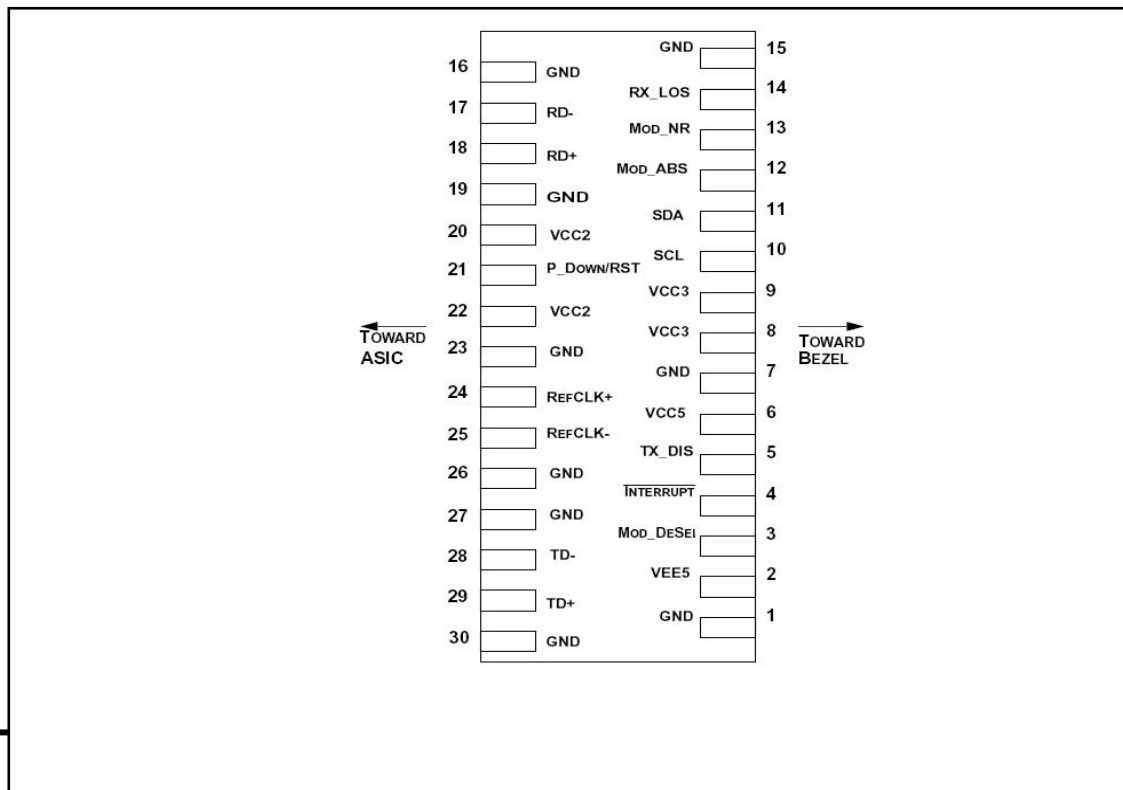 GND 15
16 GND
RX_LOS 14
17 RD-
MOD_NR 13
18 RD+
MOD_ABS 12
19 GND
SDA 11
20 VCC2
SCL 10
21 P_DOWN/RST
VCC3 9
22 VCC2
VCC3 8
TOWARD ASIC
TOWARD BEZEL
23 GND
GND 7
24 REFCLK+
VCC5 6
25 REFCLK-
TX_DIS 5
26 GND
INTERRUPT 4
27 GND
MOD_DESEL 3
28 TD-
VEE5 2
29 TD+
GND 1
30 GND